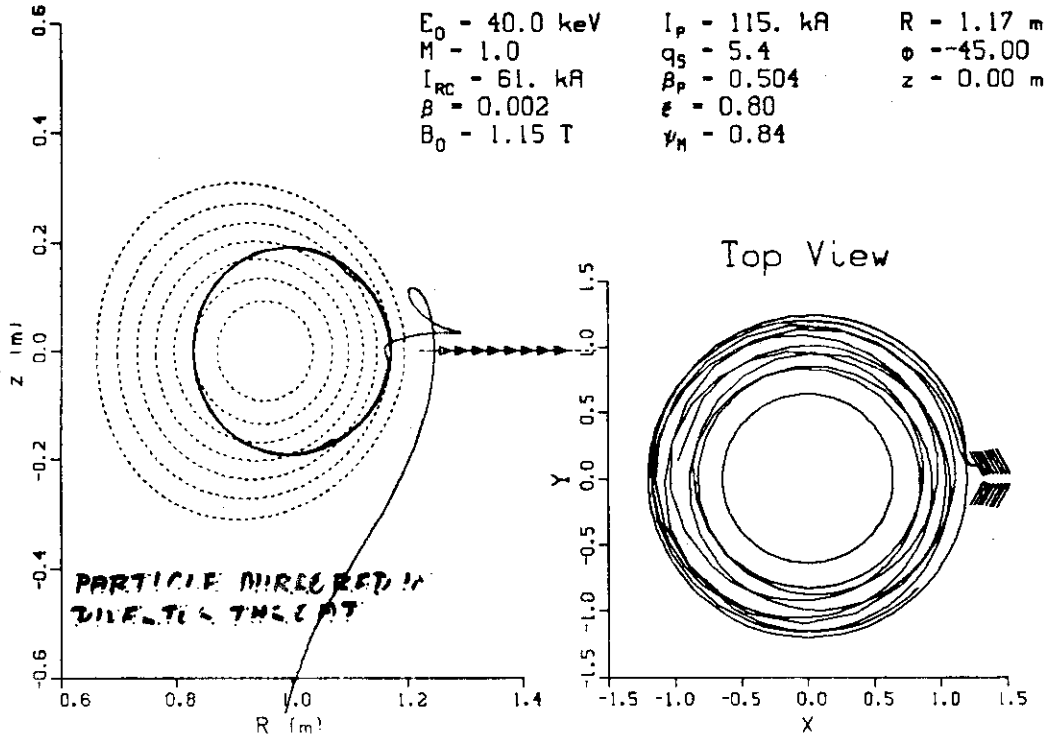 E₀ - 40.0 keV I_P - 115. kA R - 1.17 m
M - 1.0 q_S - 5.4 Φ --45.00
I_RC - 61. kA β_P - 0.504 z - 0.00 m
β - 0.002 ε - 0.80
B₀ - 1.15 T ψ_M - 0.84
z (m)
0.6
0.4
0.2
0.0
-0.2
-0.4
-0.6
0.6 0.8 1.0 1.2 1.4
R (m)
PARTICLE
Top View
Y
1.5
1.0
0.5
0.0
-0.5
-1.0
-1.5
-1.5 -1.0 -0.5 0.0 0.5 1.0 1.5
X